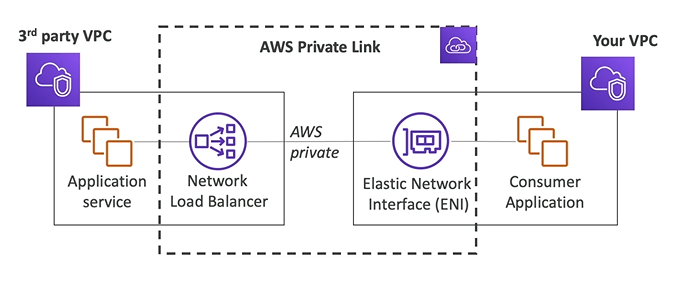 3rd party VPC
AWS Private Link
Your VPC
Application
service
Network
Load Balancer
AWS
private
Elastic Network
Interface (ENI)
Consumer
Application